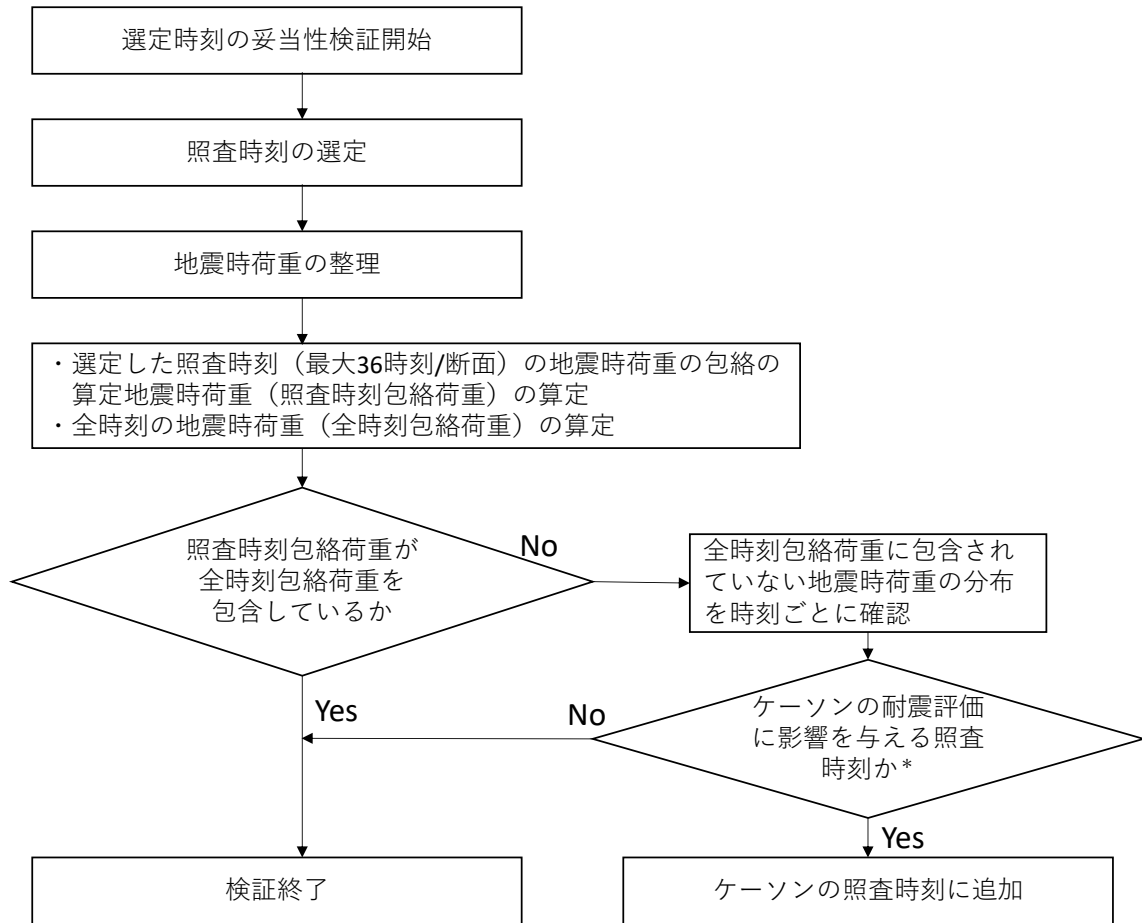 選定時刻の妥当性検証開始
照査時刻の選定
地震時荷重の整理
・選定した照査時刻（最大36時刻/断面）の地震時荷重の包絡の
算定地震時荷重（照査時刻包絡荷重）の算定
・全時刻の地震時荷重（全時刻包絡荷重）の算定
照査時刻包絡荷重が
全時刻包絡荷重を
包含しているか
No
全時刻包絡荷重に包含され
ていない地震時荷重の分布
を時刻ごとに確認
Yes
No
ケーソンの耐震評価
に影響を与える照査
時刻か*
Yes
検証終了
ケーソンの照査時刻に追加